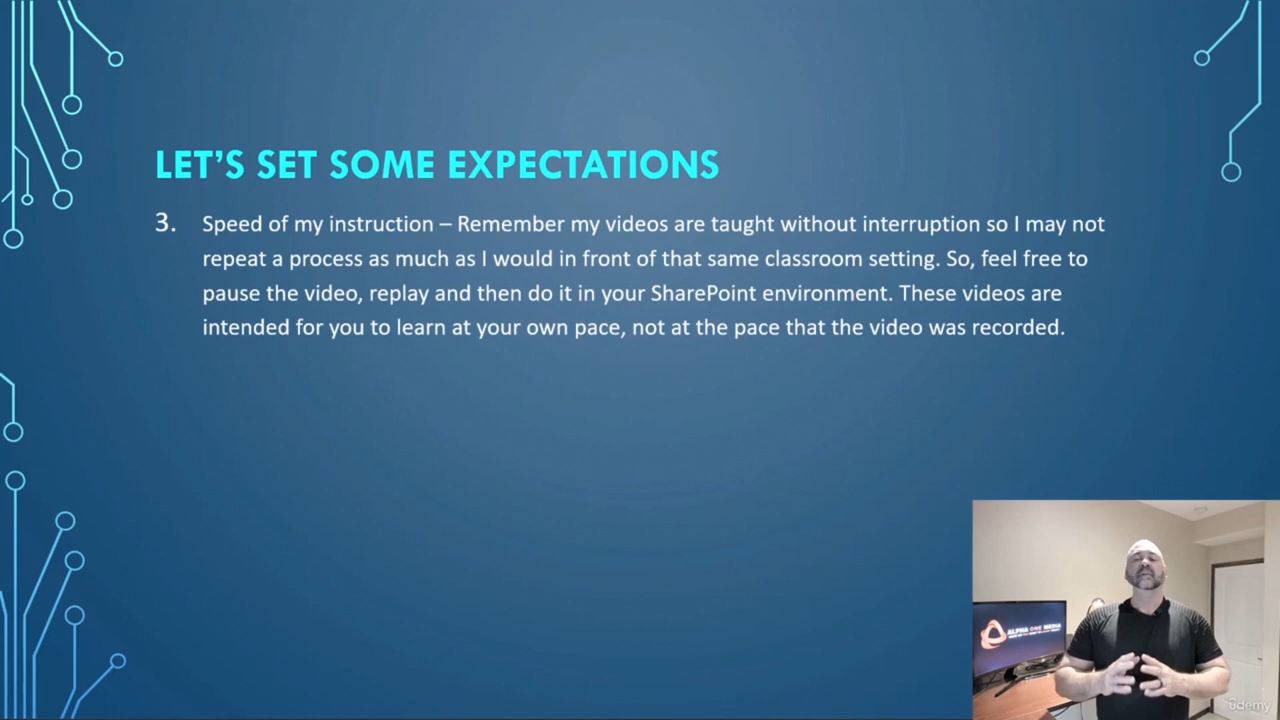 LET'S SET SOME EXPECTATIONS
3. Speed of my instruction – Remember my videos are taught without interruption so I may not
repeat a process as much as I would in front of that same classroom setting. So, feel free to
pause the video, replay and then do it in your SharePoint environment. These videos are
intended for you to learn at your own pace, not at the pace that the video was recorded.
ALPHA ONE MEDIA
udemy